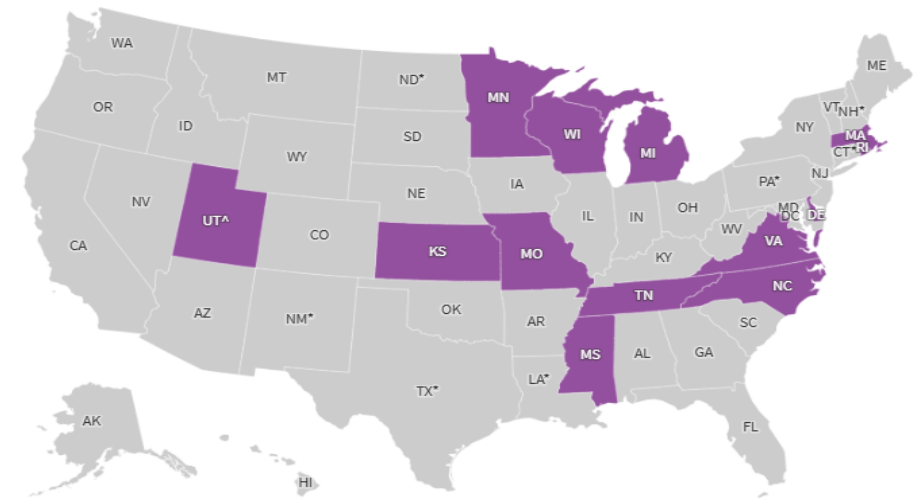 WA
MT
ND*
MN
ME
OR
ID
SD
WI
MI
VT
NH*
NY
MA
RI
CT*
WY
IA
PA*
NJ
NV
NE
IL
IN
OH
MD
DC
DE
UT^
CO
KS
MO
WV
VA
KY
CA
AZ
NM*
OK
AR
TN
NC
SC
MS
AL
GA
TX*
LA*
AK
FL
HI